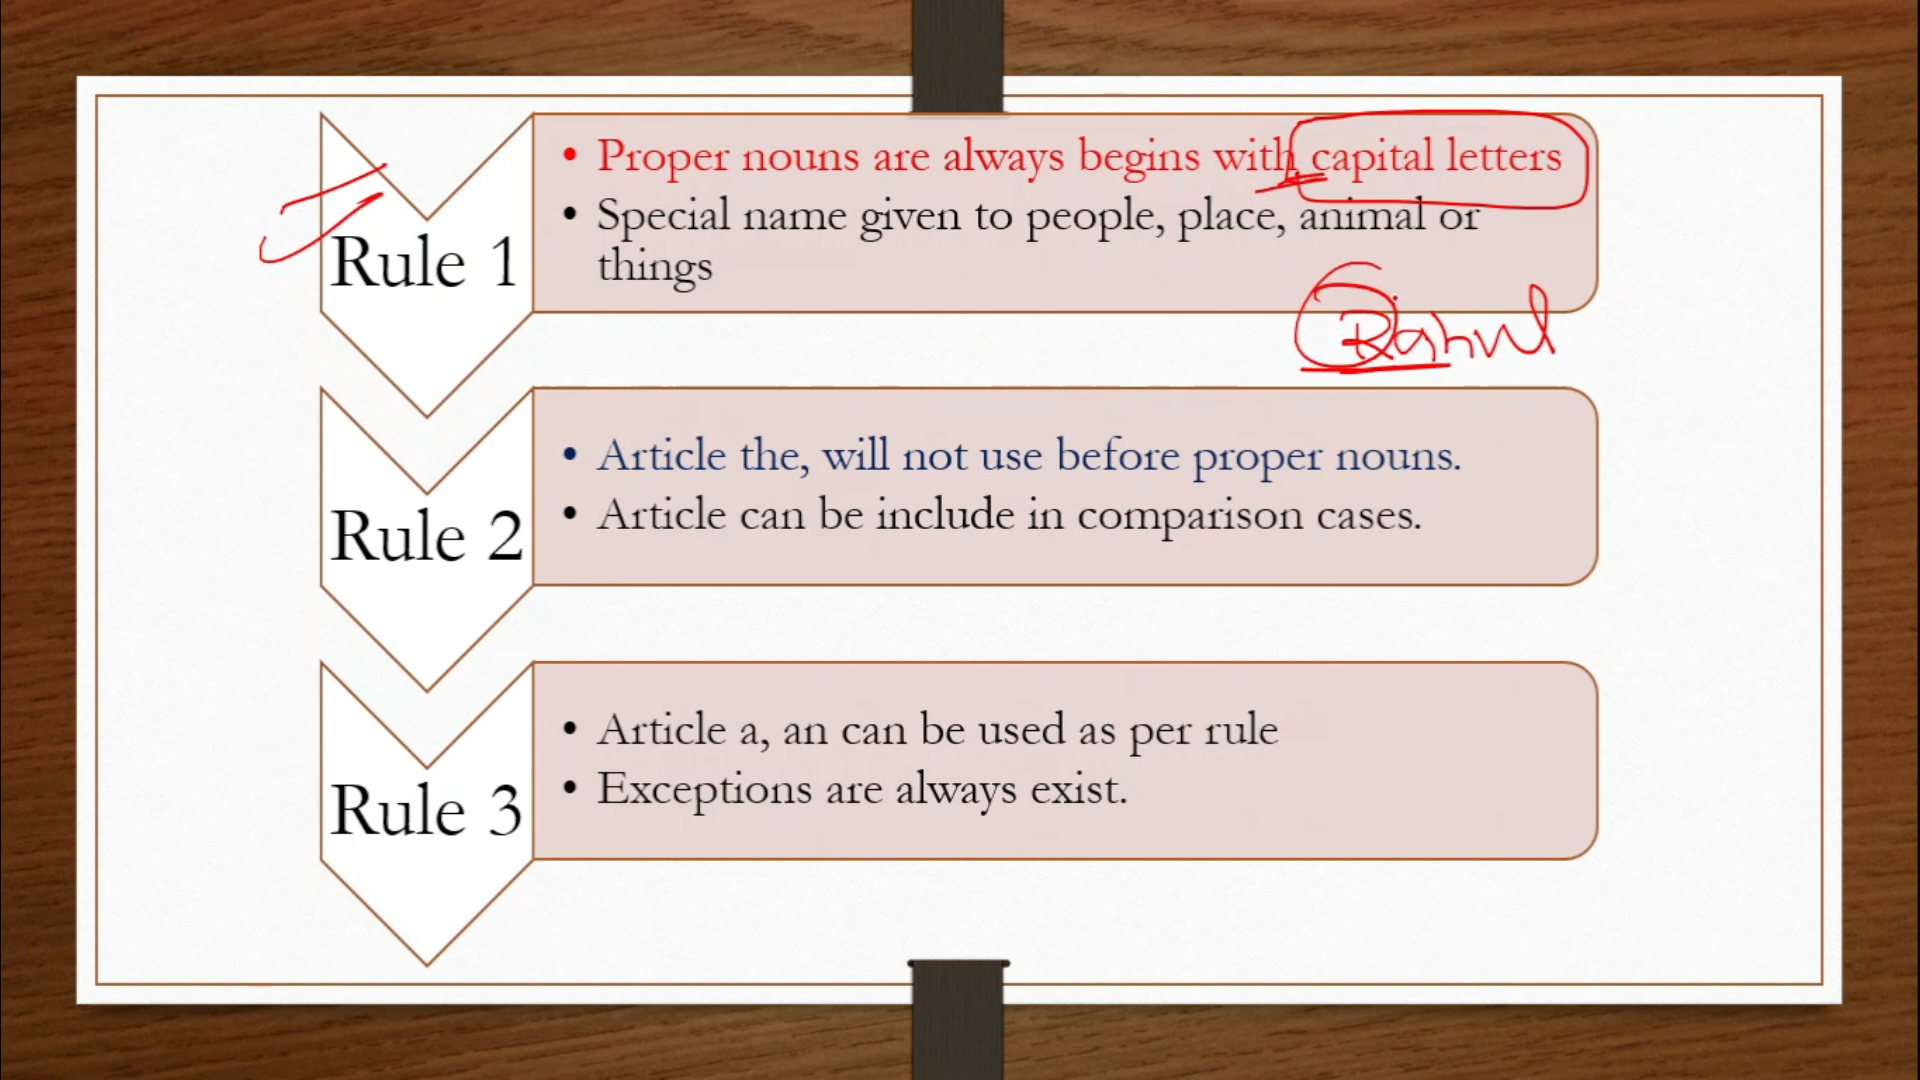 • Proper nouns are always begins with capital letters
• Special name given to people, place, animal or
things
Rule 1
Rahul
• Article the, will not use before proper nouns.
• Article can be include in comparison cases.
Rule 2
• Article a, an can be used as per rule
• Exceptions are always exist.
Rule 3